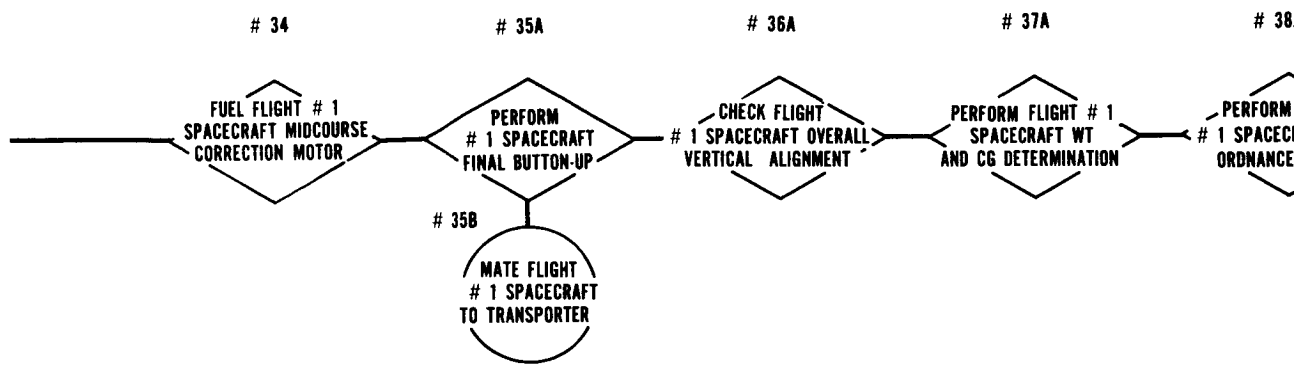 # 34
FUEL FLIGHT # 1
SPACECRAFT MIDCOURSE
CORRECTION MOTOR
# 35A
PERFORM
# 1 SPACECRAFT
FINAL BUTTON-UP
# 35B
MATE FLIGHT
# 1 SPACECRAFT
TO TRANSPORTER
# 36A
CHECK FLIGHT
# 1 SPACECRAFT OVERALL
VERTICAL ALIGNMENT
# 37A
PERFORM FLIGHT # 1
SPACECRAFT WT
AND CG DETERMINATION
# 38
PERFORM
# 1
ORDNANCE